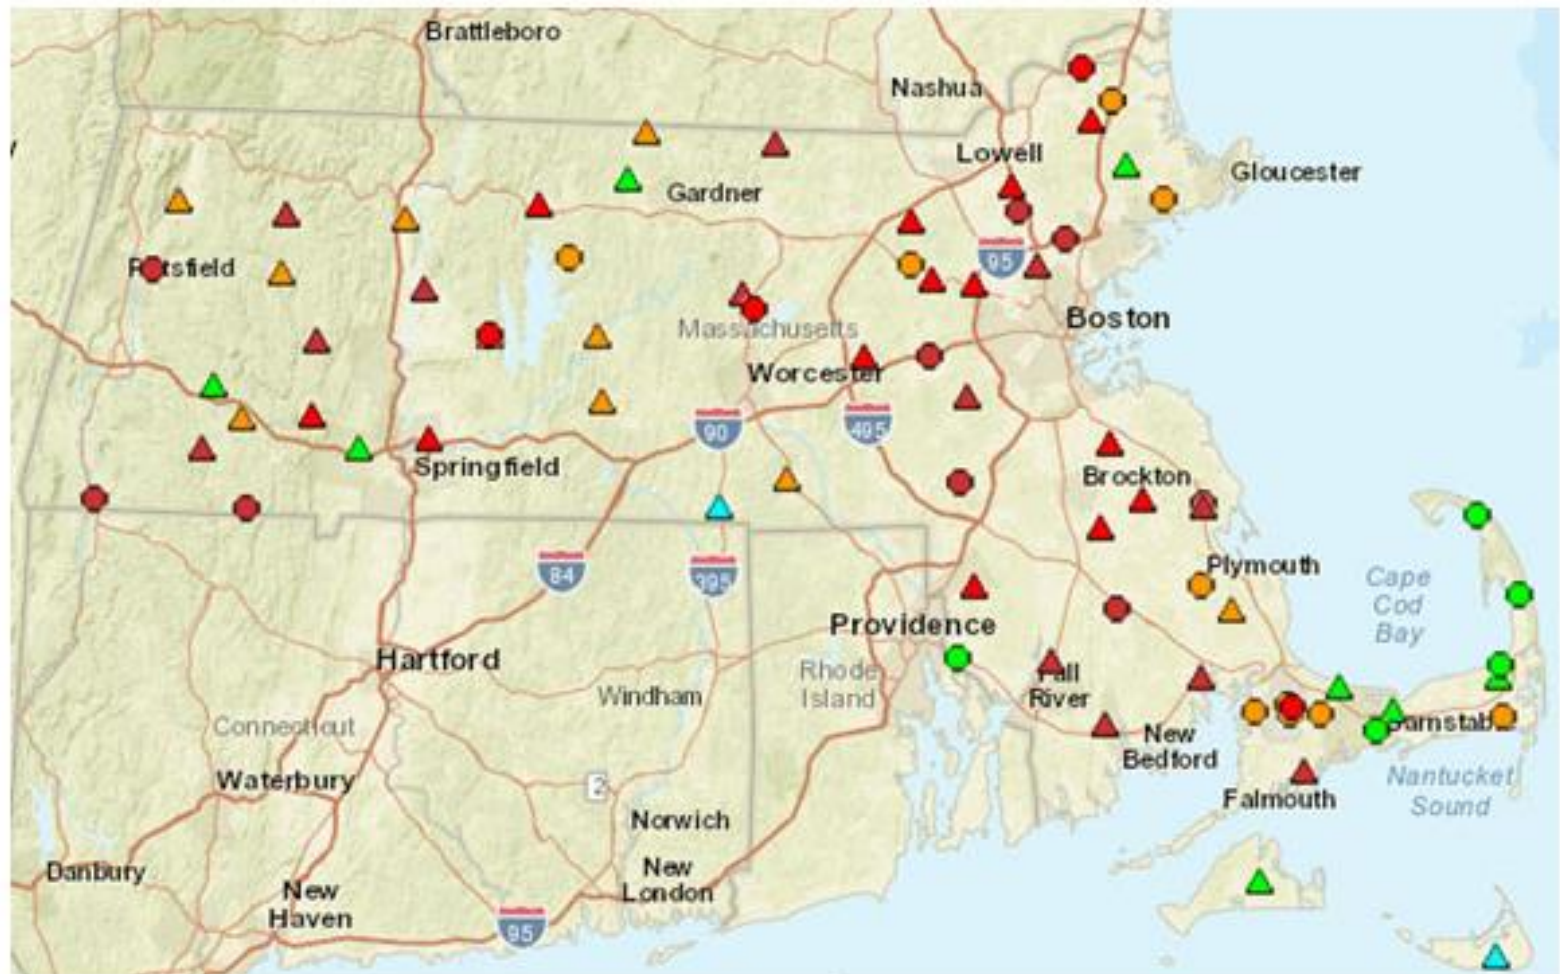 Brattleboro
Nashua
Lowell
Gloucester
Gardner
Pittsfield
95
Boston
Massachusetts
Worcester
90
495
Springfield
Brockton
84
395
Plymouth
Cape
Cod
Bay
Providence
Hartford
Rhode
Island
Windham
Fall
River
Connecticut
Barnstable
New
Bedford
Nantucket
Sound
Waterbury
2
Falmouth
Norwich
Danbury
New
London
New
Haven
95